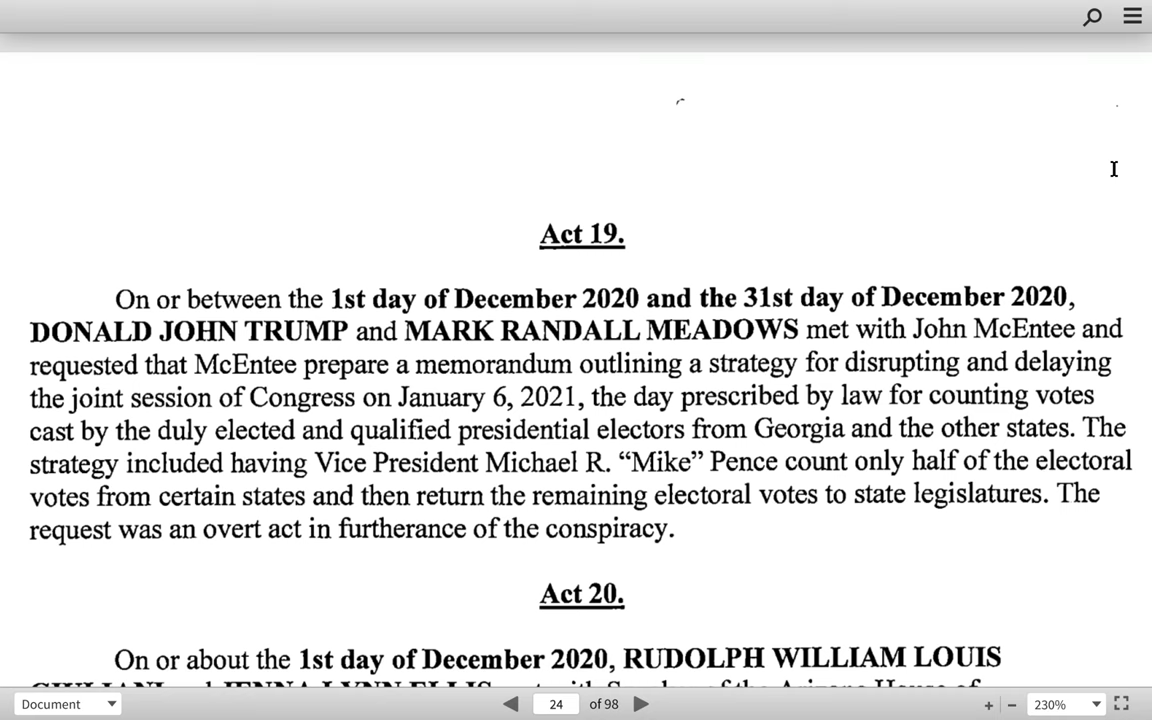 Act 19.
On or between the 1st day of December 2020 and the 31st day of December 2020,
DONALD JOHN TRUMP and MARK RANDALL MEADOWS met with John McEntee and
requested that McEntee prepare a memorandum outlining a strategy for disrupting and delaying
the joint session of Congress on January 6, 2021, the day prescribed by law for counting votes
cast by the duly elected and qualified presidential electors from Georgia and the other states. The
strategy included having Vice President Michael R. “Mike” Pence count only half of the electoral
votes from certain states and then return the remaining electoral votes to state legislatures. The
request was an overt act in furtherance of the conspiracy.
Act 20.
On or about the 1st day of December 2020, RUDOLPH WILLIAM LOUIS
Document
24 of 98
230%